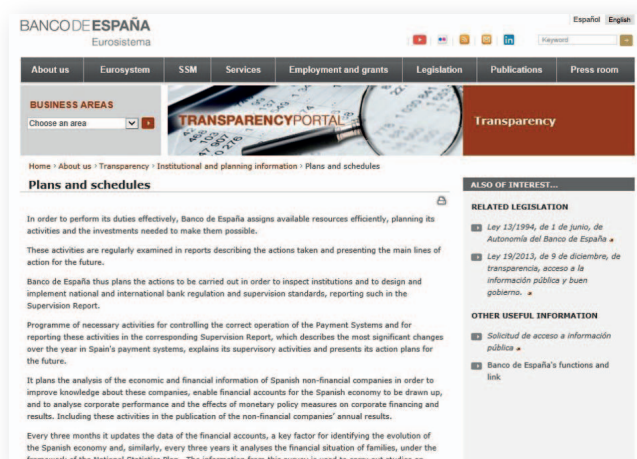 Español English
BANCO DE ESPAÑA
Eurosistema
Keyword
About us Eurosystem SSM Services Employment and grants Legislation Publications Press room
BUSINESS AREAS
Choose an area
TRANSPARENCYPORTAL
Transparency
Home › About us › Transparency › Institutional and planning information › Plans and schedules
Plans and schedules
In order to perform its duties effectively, Banco de España assigns available resources efficiently, planning its
activities and the investments needed to make them possible.
These activities are regularly examined in reports describing the actions taken and presenting the main lines of
action for the future.
Banco de España thus plans the actions to be carried out in order to inspect institutions and to design and
implement national and international bank regulation and supervision standards, reporting such in the
Supervision Report.
Programme of necessary activities for controlling the correct operation of the Payment Systems and for
reporting these activities in the corresponding Supervision Report, which describes the most significant changes
over the year in Spain's payment systems, explains its supervisory activities and presents its action plans for
the future.
It plans the analysis of the economic and financial information of Spanish non-financial companies in order to
improve knowledge about these companies, enable financial accounts for the Spanish economy to be drawn up,
and to analyse corporate performance and the effects of monetary policy measures on corporate financing and
results. Including these activities in the publication of the non-financial companies' annual results.
Every three months it updates the data of the financial accounts, a key factor for identifying the evolution of
the Spanish economy and, similarly, every three years it analyses the financial situation of families, under the
ALSO OF INTEREST...
RELATED LEGISLATION
Ley 13/1994, de 1
de junio, de
Autonomía del Banco
de España
Ley 19/2013, de 9
de diciembre, de
transparencia, acceso a la
información pública y buen
gobierno.
OTHER USEFUL INFORMATION
Solicitud de acceso a información
pública
Banco de España's functions and
link